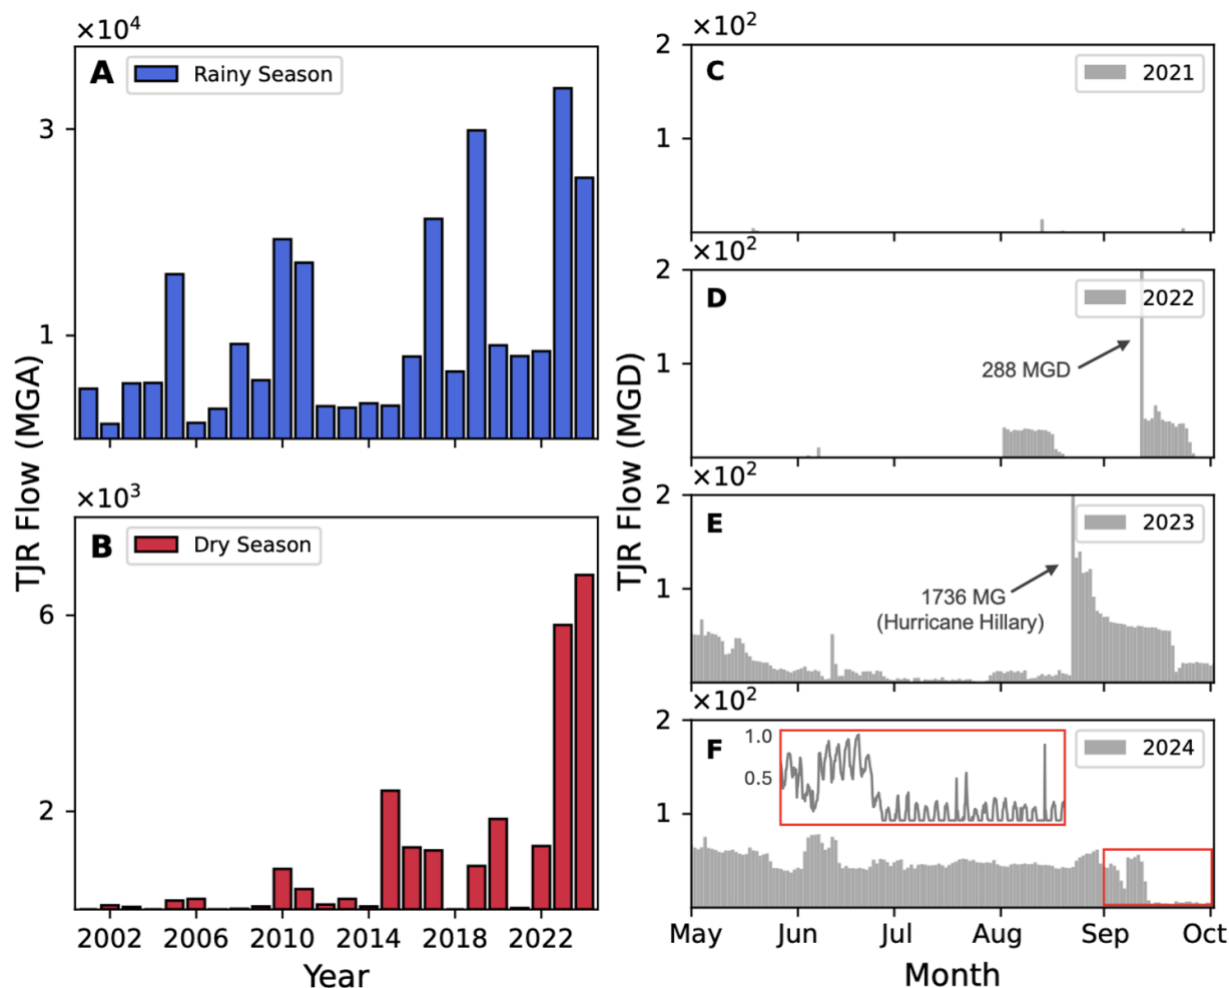 ×10⁴
A
Rainy Season
3
1
TJR Flow (MGA)
×10³
B
Dry Season
6
2
2002 2006 2010 2014 2018 2022
Year
×10²
2
C
2021
1
TJR Flow (MGD)
×10²
2
D
2022
1
288 MGD
×10²
2
E
2023
1
1736 MG
(Hurricane Hillary)
×10²
2
F
1.0
0.5
2024
1
May Jun Jul Aug Sep Oct
Month